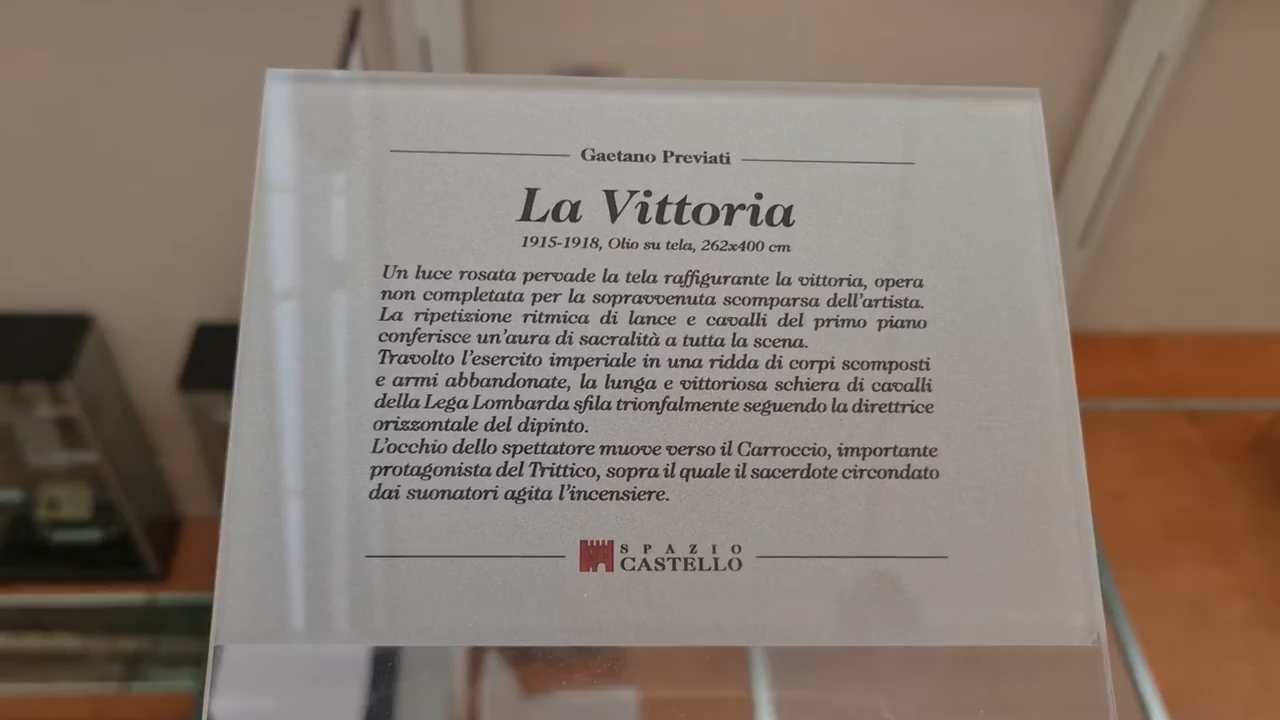 Gaetano Previati
La Vittoria
1915-1918, Olio su tela, 262x400 cm
Un luce rosata pervade la tela raffigurante la vittoria, opera
non completata per la sopravvenuta scomparsa dell'artista.
La ripetizione ritmica di lance e cavalli del primo piano
conferisce un'aura di sacralità a tutta la scena.
Travolto l'esercito imperiale in una ridda di corpi scomposti
e armi abbandonate, la lunga e vittoriosa schiera di cavalli
della Lega Lombarda sfila trionfalmente seguendo la direttrice
orizzontale del dipinto.
L'occhio dello spettatore muove verso il Carroccio, importante
protagonista del Trittico, sopra il quale il sacerdote circondato
dai suonatori agita l'incensiere.
SPAZIO
CASTELLO